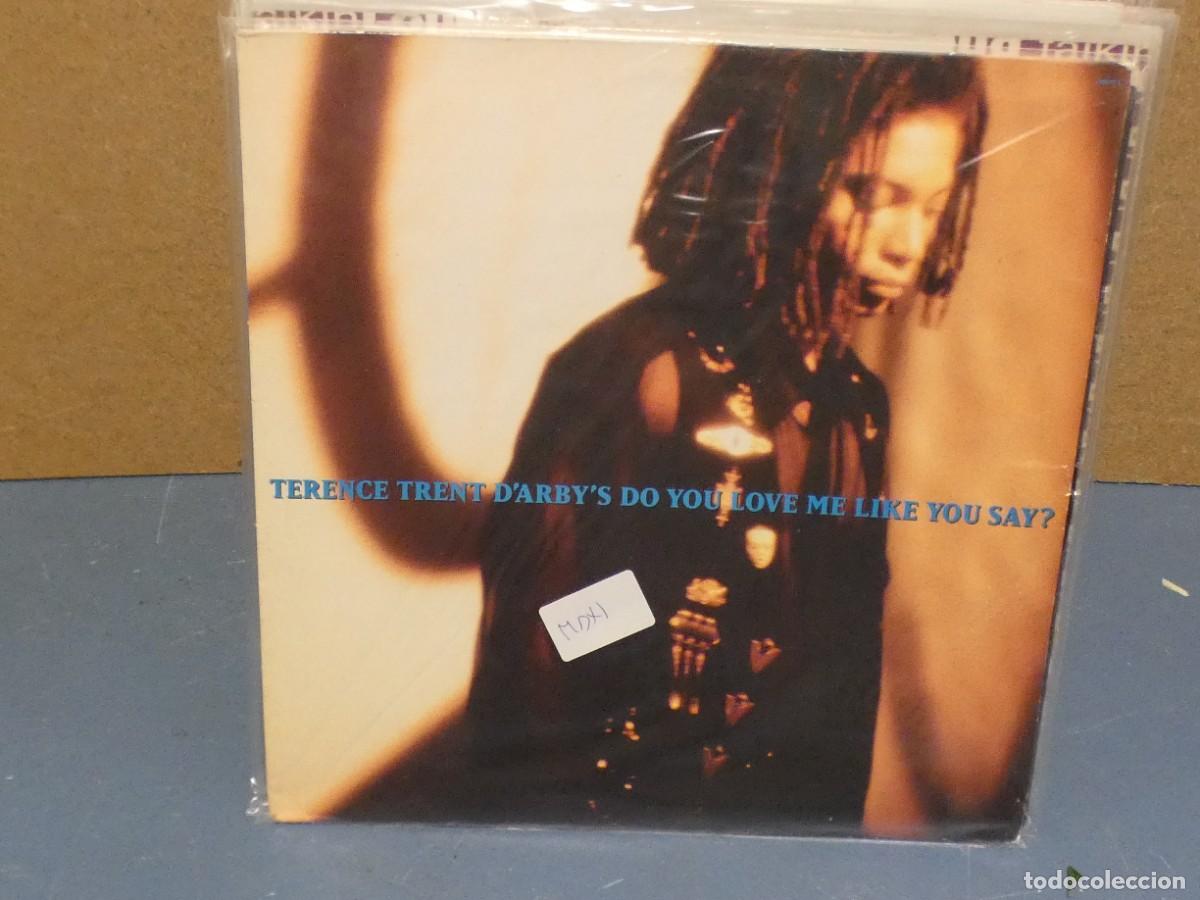 TERENCE TRENT D'ARBY'S DO YOU LOVE ME LIKE YOU SAY?
MDX1
todocoleccion